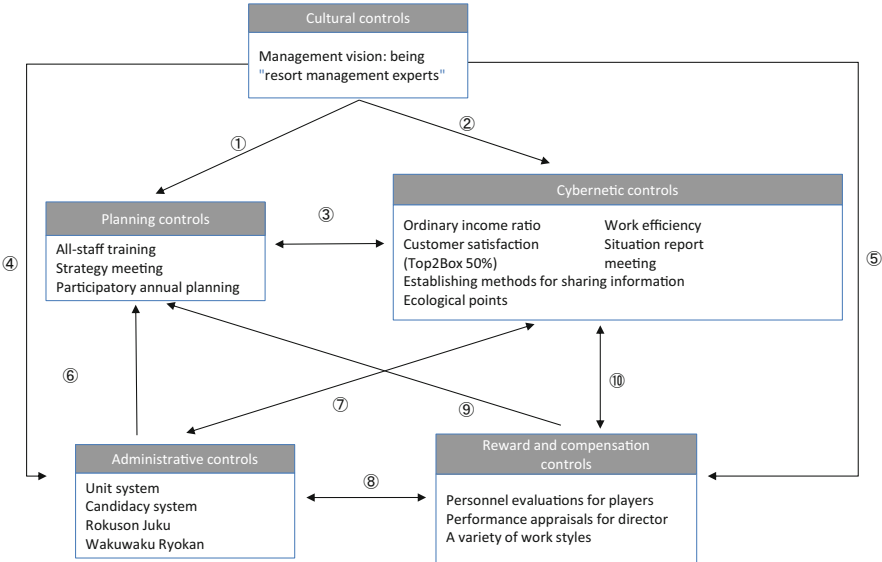 Cultural controls
Management vision: being
"resort management experts"
①
②
Cybernetic controls
Ordinary income ratio
Work efficiency
Customer satisfaction
Situation report
(Top2Box 50%)
meeting
Establishing methods for sharing information
Ecological points
Planning controls
All-staff training
Strategy meeting
Participatory annual planning
③
④
⑤
⑥
⑦
⑨
⑩
Administrative controls
Unit system
Candidacy system
Rokuson Juku
Wakuwaku Ryokan
⑧
Reward and compensation
controls
Personnel evaluations for players
Performance appraisals for director
A variety of work styles